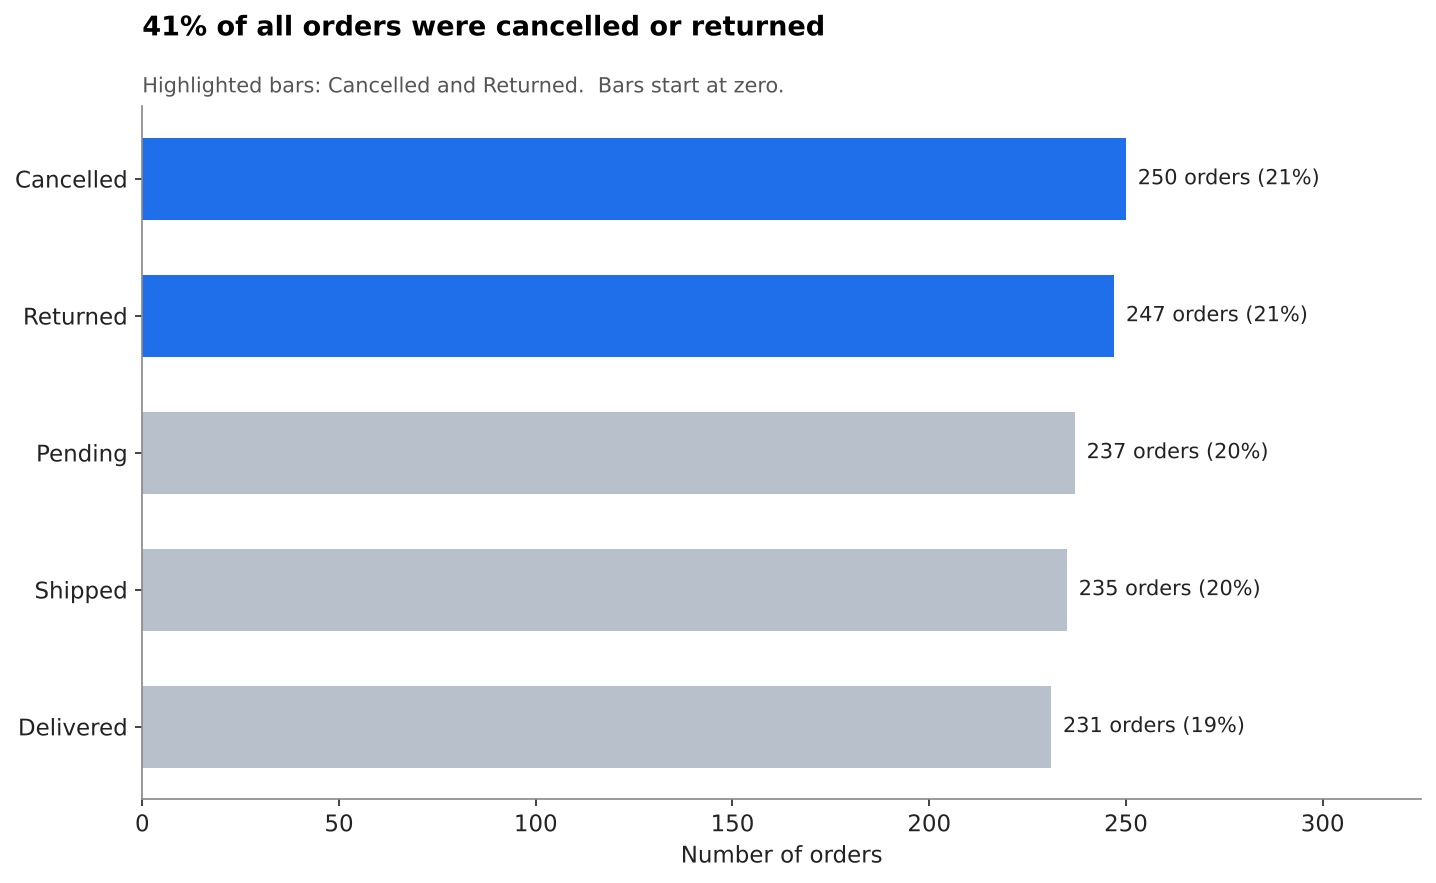 41% of all orders were cancelled or returned
Highlighted bars: Cancelled and Returned.  Bars start at zero.
Cancelled
250 orders (21%)
Returned
247 orders (21%)
Pending
237 orders (20%)
Shipped
235 orders (20%)
Delivered
231 orders (19%)
0 50 100 150 200 250 300
Number of orders